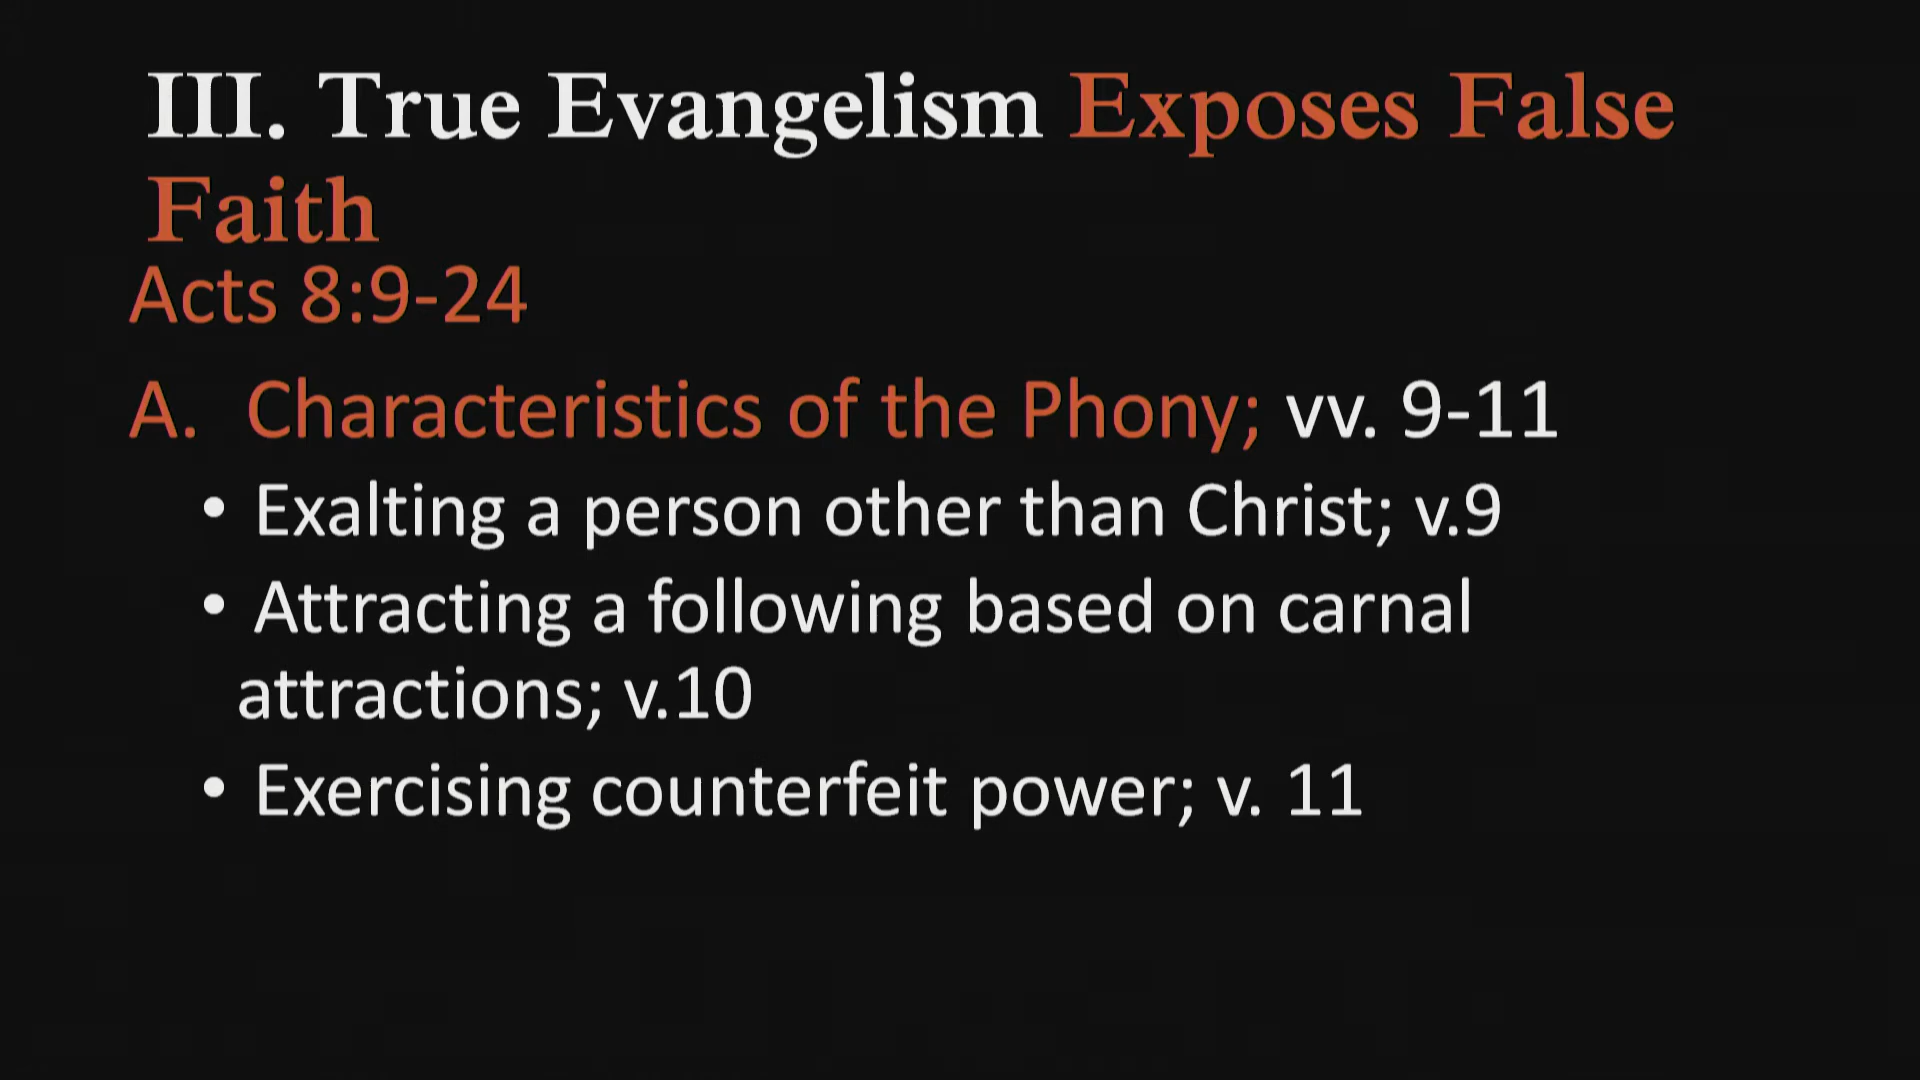 III. True Evangelism Exposes False
Faith
Acts 8:9-24
A. Characteristics of the Phony; vv. 9-11
• Exalting a person other than Christ; v.9
• Attracting a following based on carnal
attractions; v.10
• Exercising counterfeit power; v. 11